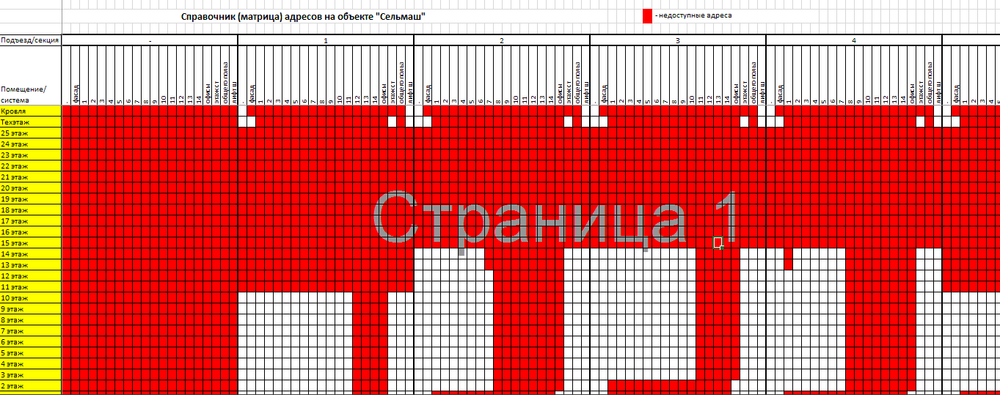 Справочник (матрица) адресов на объекте "Сельмаш"
- недоступные адреса
Подъезд/секция - 1 2 3 4
Помещение/
система
- фасад 1 2 3 4 5 6 7 8 9 10 11 12 13 14 офисы этаж ст общего польз лифт ш
- фасад 1 2 3 4 5 6 7 8 9 10 11 12 13 14 офисы этаж ст общего польз лифт ш
- фасад 1 2 3 4 5 6 7 8 9 10 11 12 13 14 офисы этаж ст общего польз лифт ш
- фасад 1 2 3 4 5 6 7 8 9 10 11 12 13 14 офисы этаж ст общего польз лифт ш
- фасад 1 2 3 4 5 6 7 8 9 10 11 12 13 14 офисы этаж ст общего польз лифт ш
- фасад 1 2 3 4 5
Кровля
Техэтаж
25 этаж
24 этаж
23 этаж
22 этаж
21 этаж
20 этаж
19 этаж
18 этаж
17 этаж
16 этаж
15 этаж
14 этаж
13 этаж
12 этаж
11 этаж
10 этаж
9 этаж
8 этаж
7 этаж
6 этаж
5 этаж
4 этаж
3 этаж
2 этаж
Страница 1